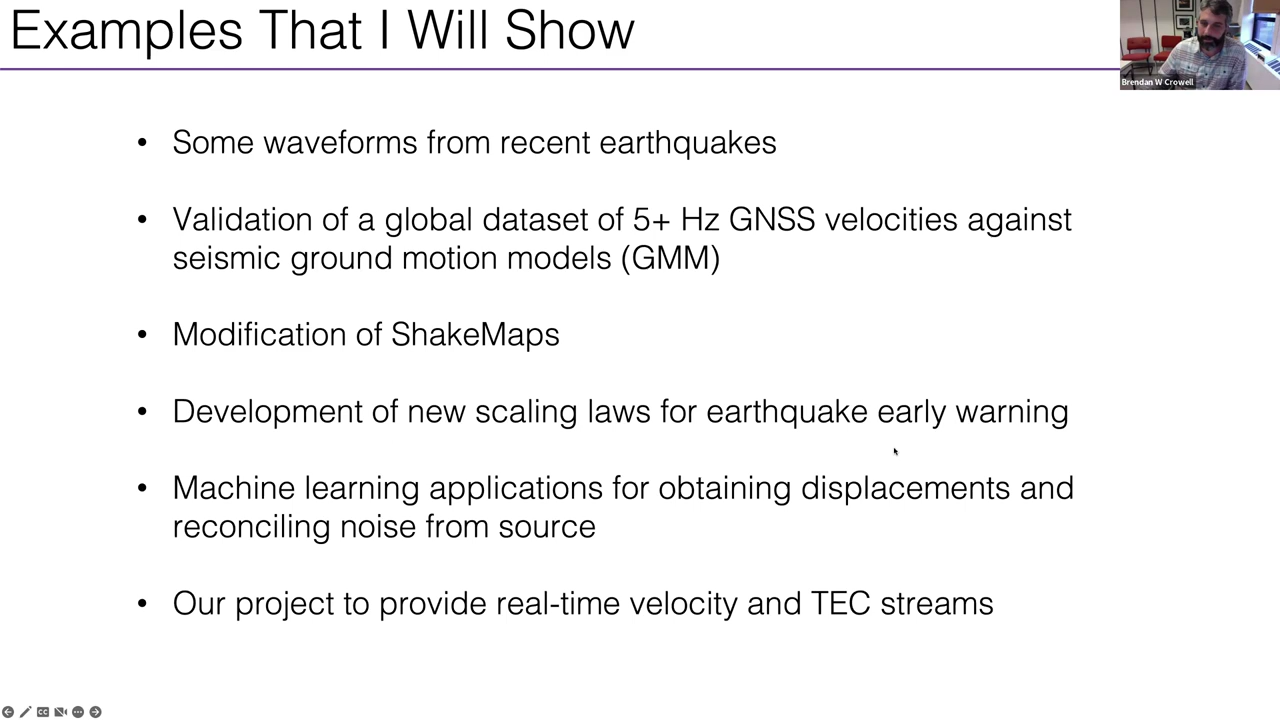 Examples That I Will Show
Brendan W Crowell
• Some waveforms from recent earthquakes
• Validation of a global dataset of 5+ Hz GNSS velocities against
seismic ground motion models (GMM)
• Modification of ShakeMaps
• Development of new scaling laws for earthquake early warning
• Machine learning applications for obtaining displacements and
reconciling noise from source
• Our project to provide real-time velocity and TEC streams
CC